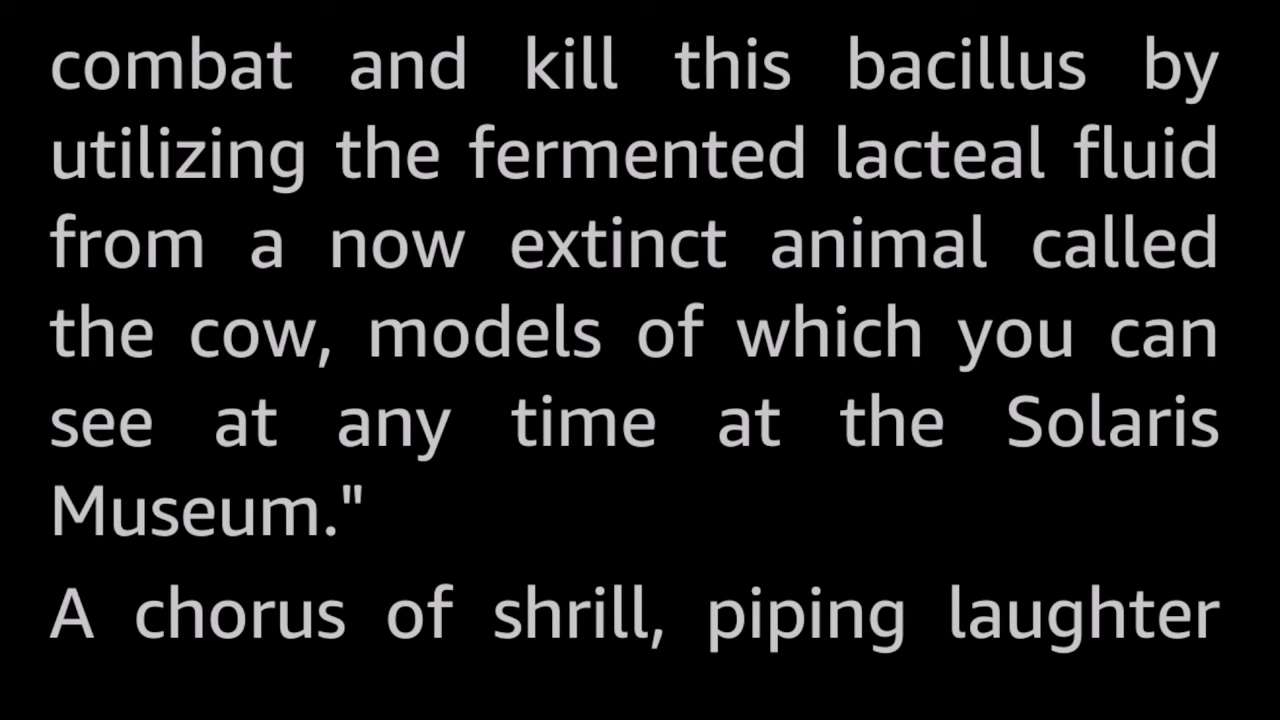 combat and kill this bacillus by
utilizing the fermented lacteal fluid
from a now extinct animal called
the cow, models of which you can
see at any time at the Solaris
Museum."
A chorus of shrill, piping laughter